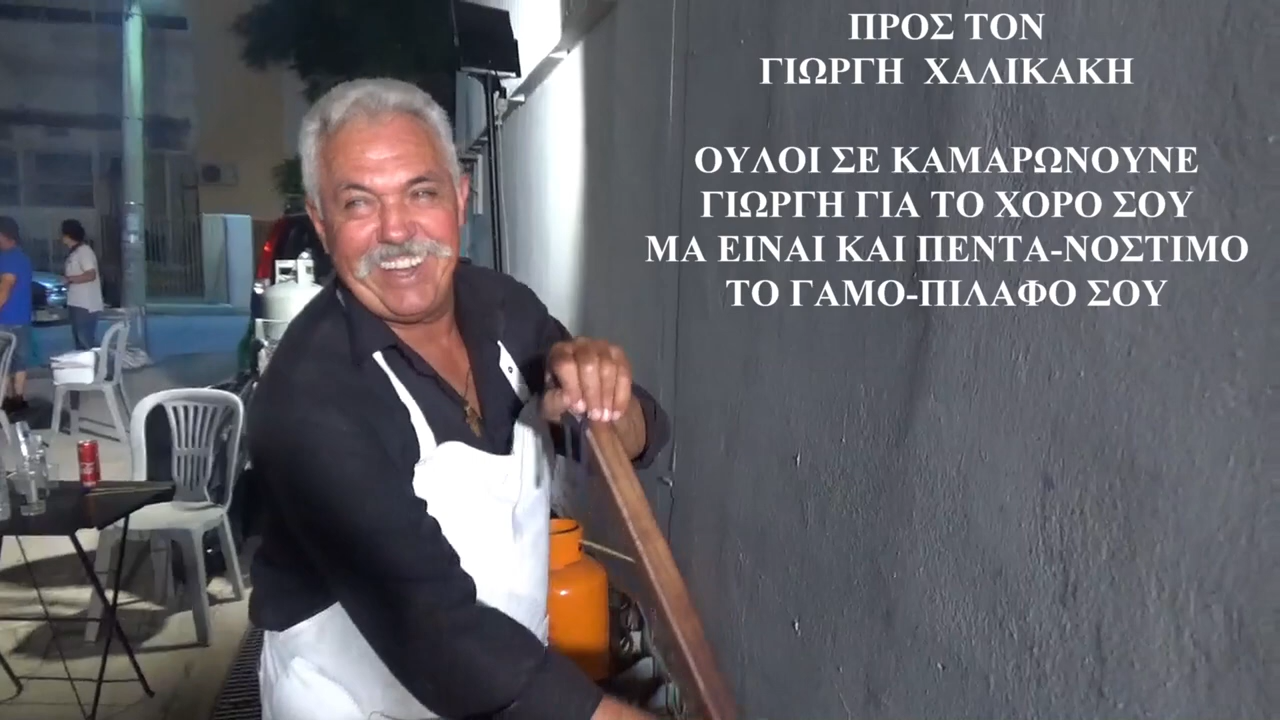 ΠΡΟΣ ΤΟΝ
ΓΙΩΡΓΗ ΧΑΛΙΚΑΚΗ
ΟΥΛΟΙ ΣΕ ΚΑΜΑΡΩΝΟΥΝΕ
ΓΙΩΡΓΗ ΓΙΑ ΤΟ ΧΟΡΟ ΣΟΥ
ΜΑ ΕΙΝΑΙ ΚΑΙ ΠΕΝΤΑ-ΝΟΣΤΙΜΟ
ΤΟ ΓΑΜΟ-ΠΙΛΑΦΟ ΣΟΥ